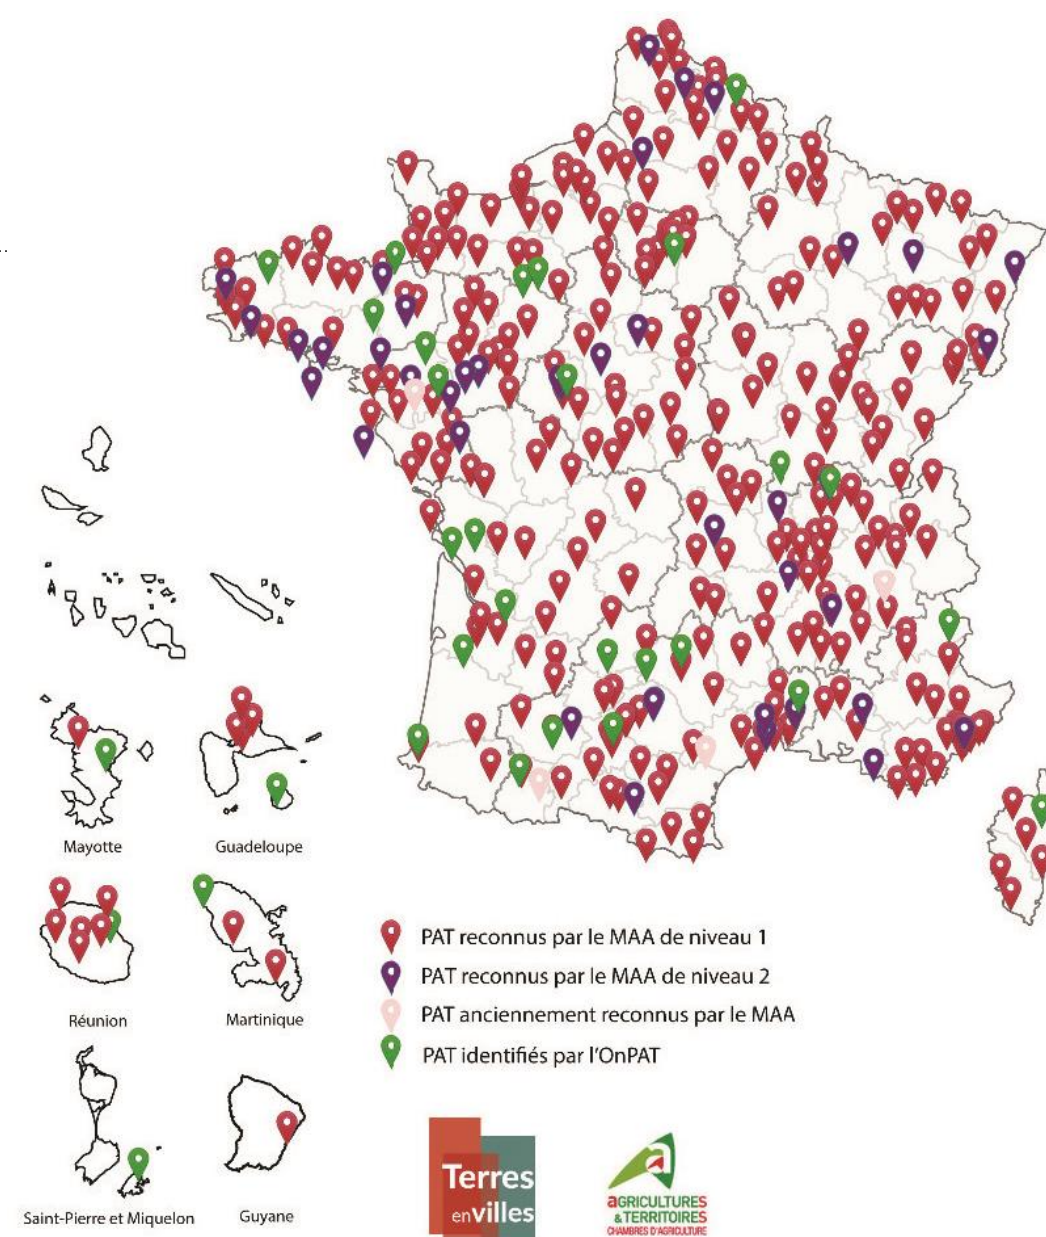 Mayotte
Guadeloupe
Réunion
Martinique
PAT reconnus par le MAA de niveau 1
PAT reconnus par le MAA de niveau 2
PAT anciennement reconnus par le MAA
PAT identifiés par l'OnPAT
Saint-Pierre et Miquelon
Guyane
Terres
en villes
a
aGRICULTURES
& TERRITOIRES
CHAMBRES D'AGRICULTURE